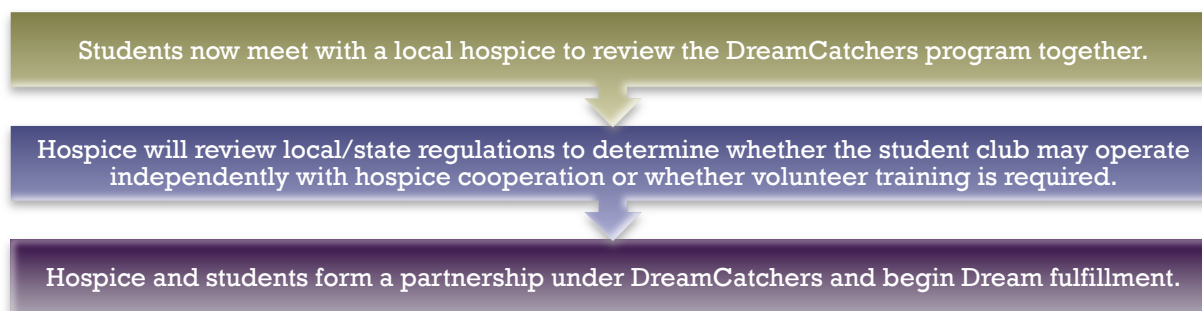 Students now meet with a local hospice to review the DreamCatchers program together.
Hospice will review local/state regulations to determine whether the student club may operate
independently with hospice cooperation or whether volunteer training is required.
Hospice and students form a partnership under DreamCatchers and begin Dream fulfillment.